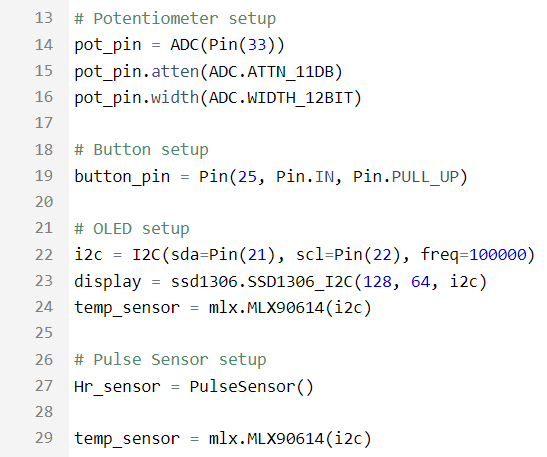 13 # Potentiometer setup
14 pot_pin = ADC(Pin(33))
15 pot_pin.atten(ADC.ATTN_11DB)
16 pot_pin.width(ADC.WIDTH_12BIT)
17
18 # Button setup
19 button_pin = Pin(25, Pin.IN, Pin.PULL_UP)
20
21 # OLED setup
22 i2c = I2C(sda=Pin(21), scl=Pin(22), freq=100000)
23 display = ssd1306.SSD1306_I2C(128, 64, i2c)
24 temp_sensor = mlx.MLX90614(i2c)
25
26 # Pulse Sensor setup
27 Hr_sensor = PulseSensor()
28
29 temp_sensor = mlx.MLX90614(i2c)